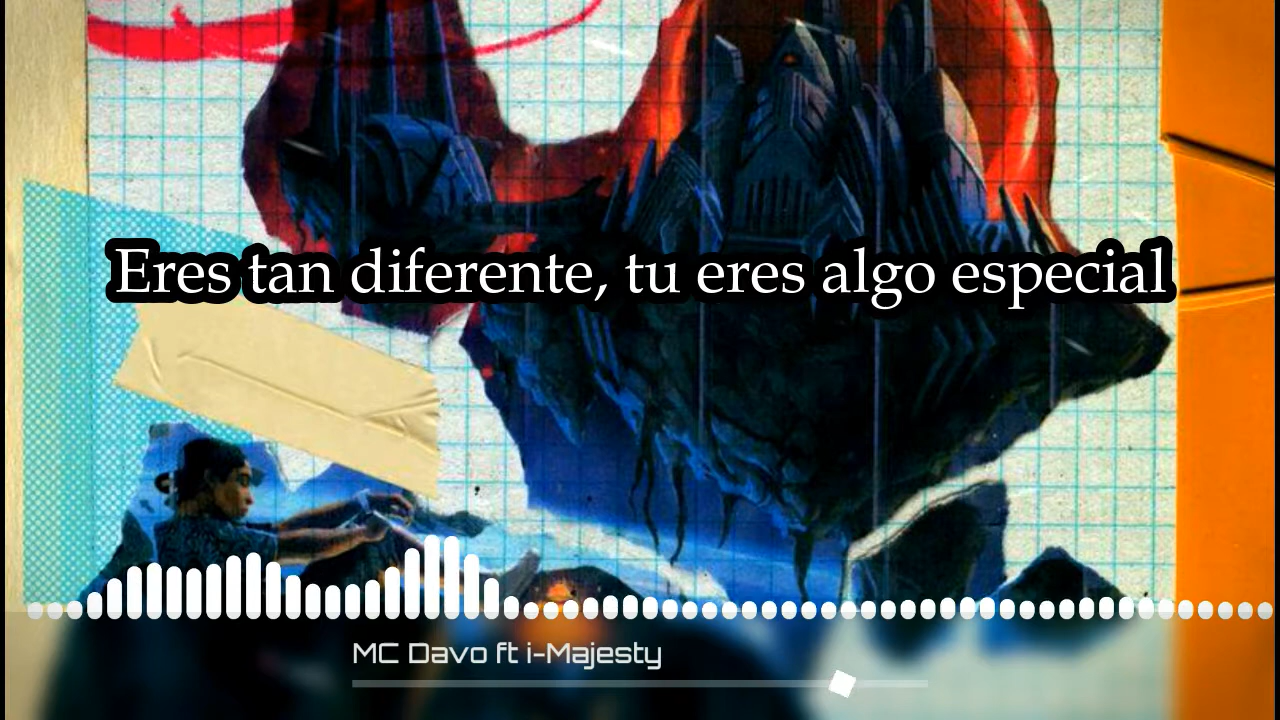 Eres tan diferente, tu eres algo especial
MC Davo ft i-Majesty